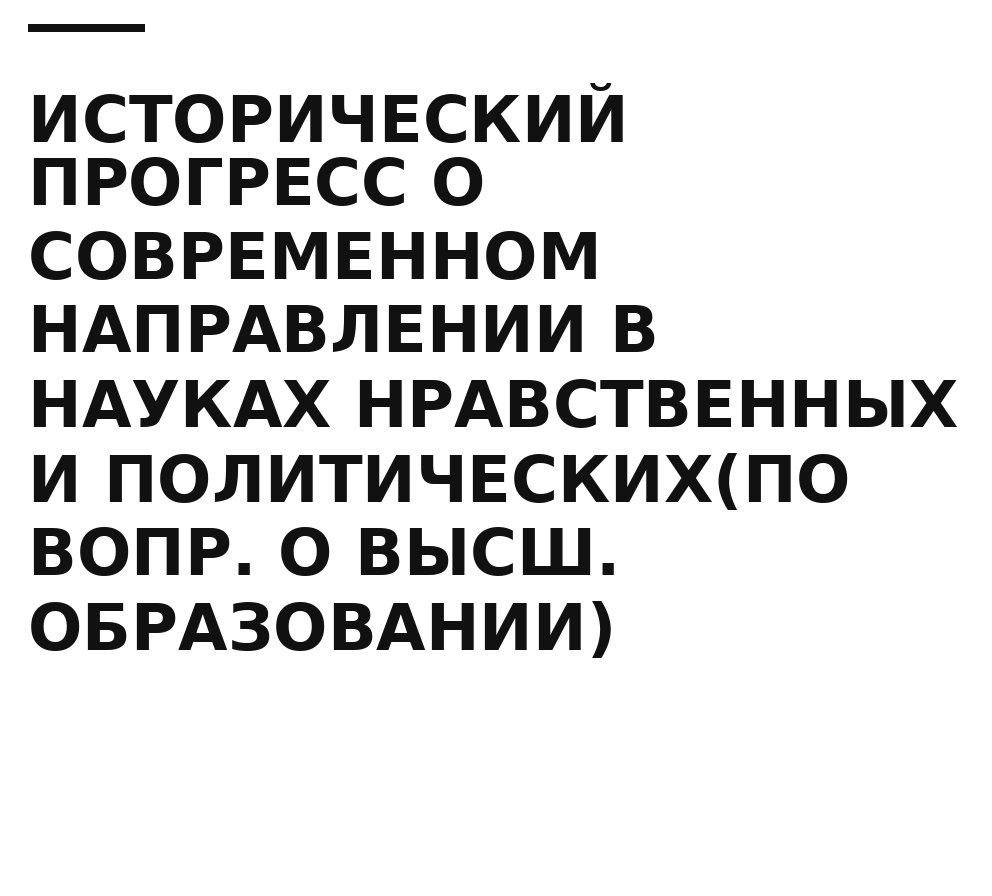 ИСТОРИЧЕСКИЙ
ПРОГРЕСС О
СОВРЕМЕННОМ
НАПРАВЛЕНИИ В
НАУКАХ НРАВСТВЕННЫХ
И ПОЛИТИЧЕСКИХ(ПО
ВОПР. О ВЫСШ.
ОБРАЗОВАНИИ)